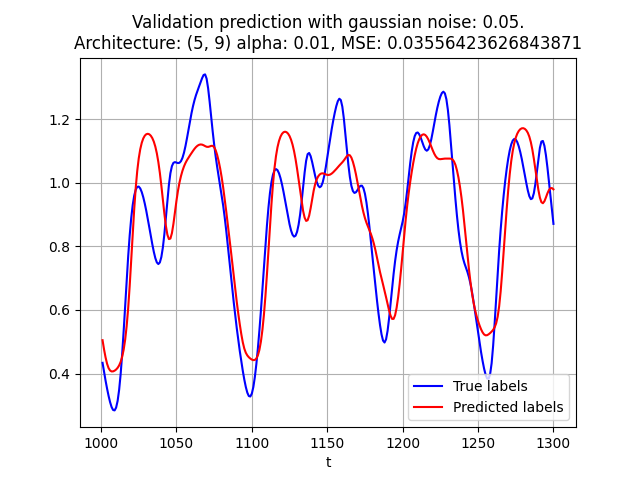 Validation prediction with gaussian noise: 0.05.
Architecture: (5, 9) alpha: 0.01, MSE: 0.03556423626843871
1.2
1.0
0.8
0.6
0.4
True labels
Predicted labels
1000 1050 1100 1150 1200 1250 1300
t